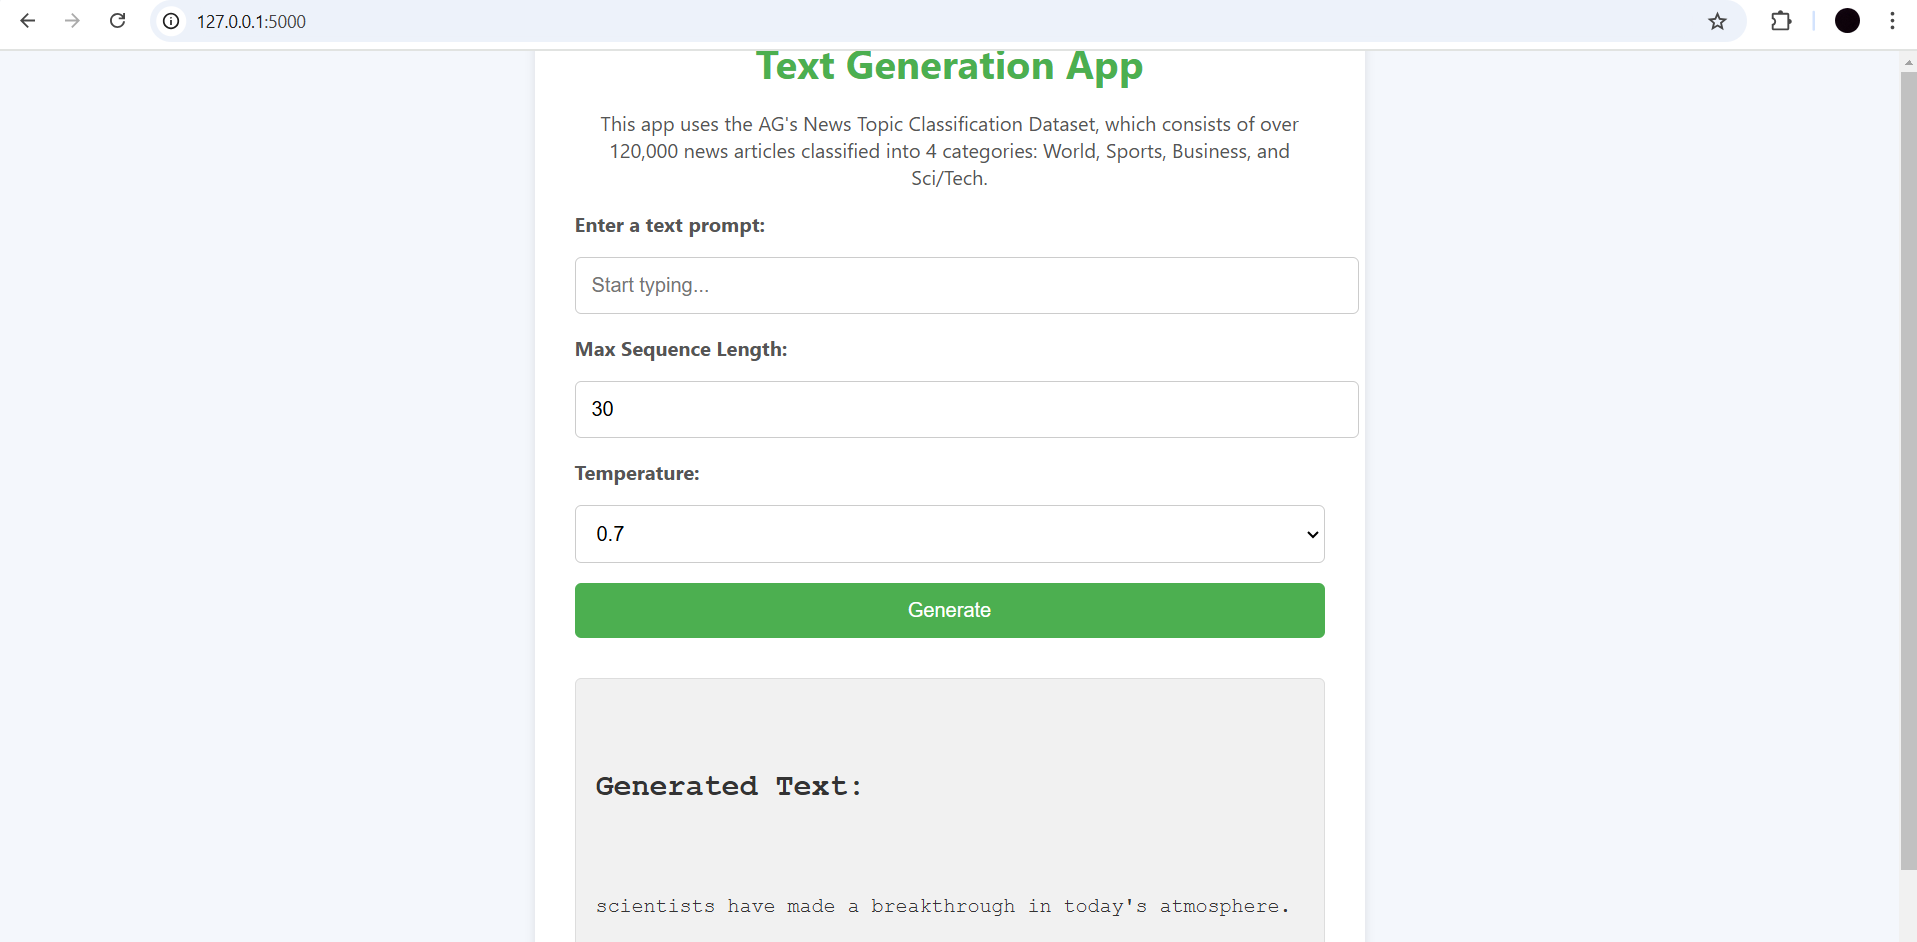 127.0.0.1:5000
Text Generation App
This app uses the AG's News Topic Classification Dataset, which consists of over
120,000 news articles classified into 4 categories: World, Sports, Business, and
Sci/Tech.
Enter a text prompt:
Start typing...
Max Sequence Length:
30
Temperature:
0.7
Generate
Generated Text:
scientists have made a breakthrough in today's atmosphere.